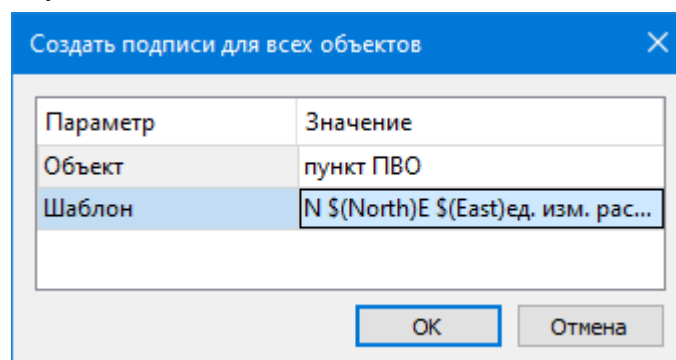 Создать подписи для всех объектов
Параметр Значение
Объект пункт ПВО
Шаблон N $(North)E $(East)ед. изм. рас...
OK Отмена